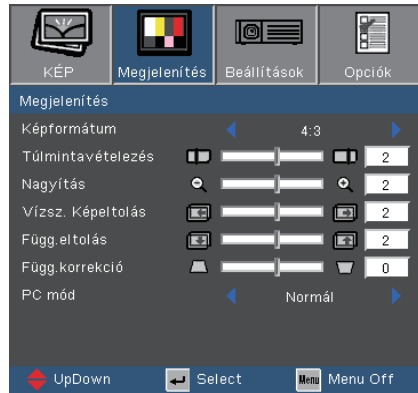 KÉP Megjelenítés Beállítások Opciók
Megjelenítés
Képformátum 4:3
Túlmintavételezés 2
Nagyítás 2
Vízsz. Képeltolás 2
Függ.eltolás 2
Függ.korrekció 0
PC mód Normál
UpDown Select Menu Menu Off